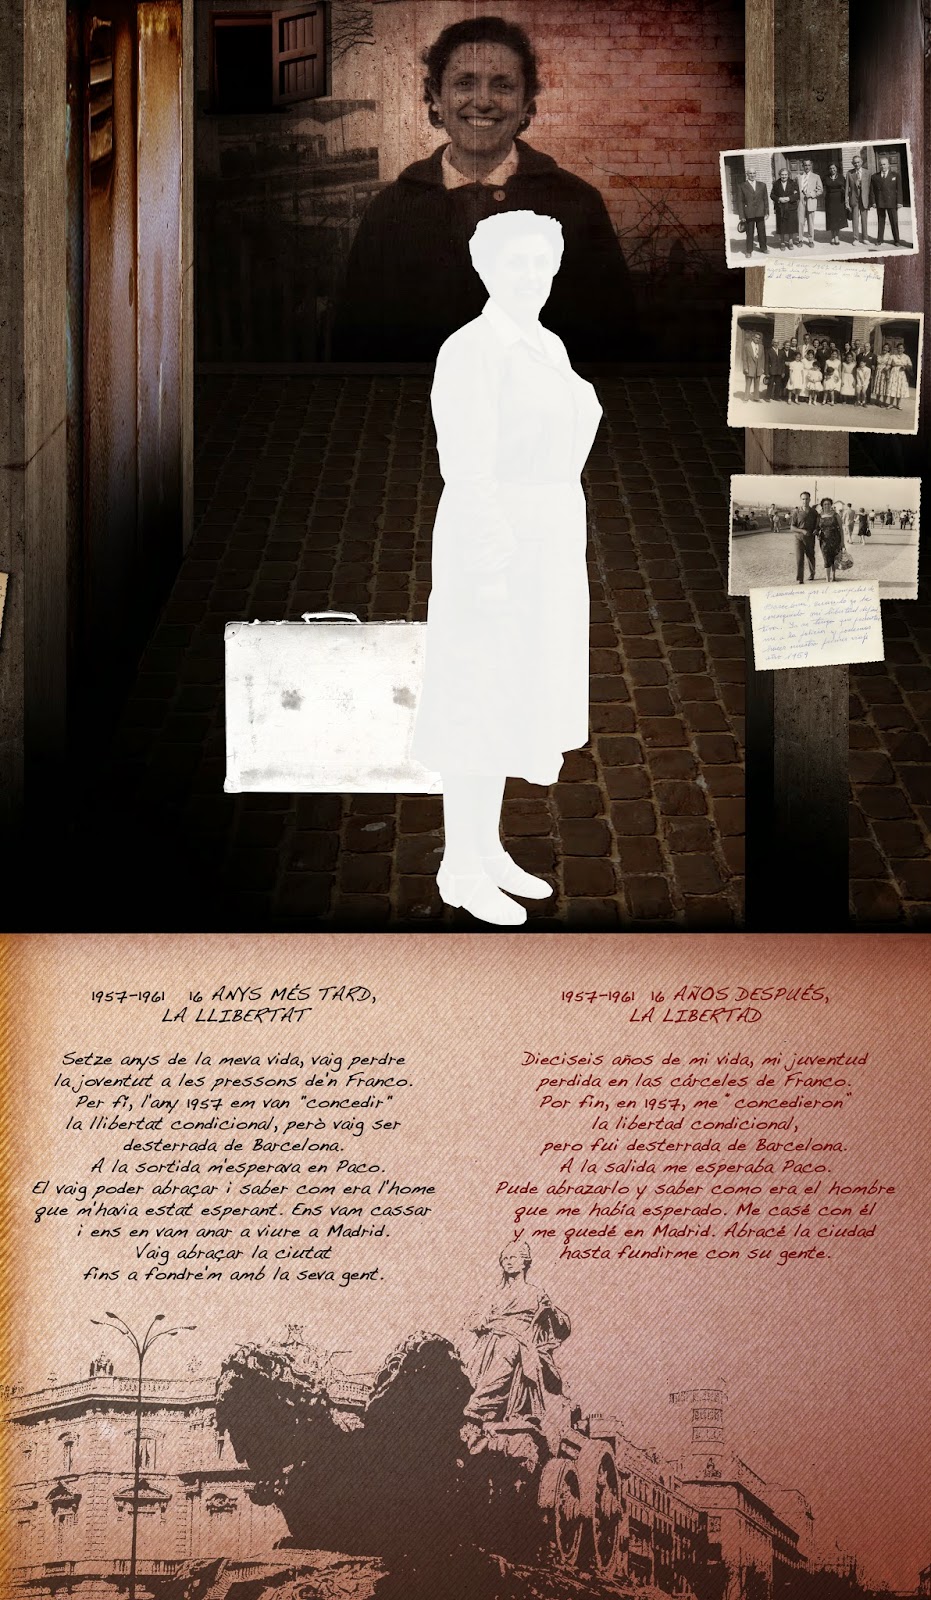 1957-1961 16 ANYS MÉS TARD,
LA LLIBERTAT
Setze anys de la meva vida, vaig perdre
la joventut a les pressons de'n Franco.
Per fi, l'any 1957 em van "concedir"
la llibertat condicional, però vaig ser
desterrada de Barcelona.
A la sortida m'esperava en Paco.
El vaig poder abraçar i saber com era l'home
que m'havia estat esperant. Ens vam cassar
i ens en vam anar a viure a Madrid.
Vaig abraçar la ciutat
fins a fondre'm amb la seva gent.
1957-1961 16 AÑOS DESPUÉS,
LA LIBERTAD
Dieciseis años de mi vida, mi juventud
perdida en las cárceles de Franco.
Por fin, en 1957, me "concedieron"
la libertad condicional,
pero fui desterrada de Barcelona.
A la salida me esperaba Paco.
Pude abrazarlo y saber como era el hombre
que me había esperado. Me casé con él
y me quedé en Madrid. Abracé la ciudad
hasta fundirme con su gente.